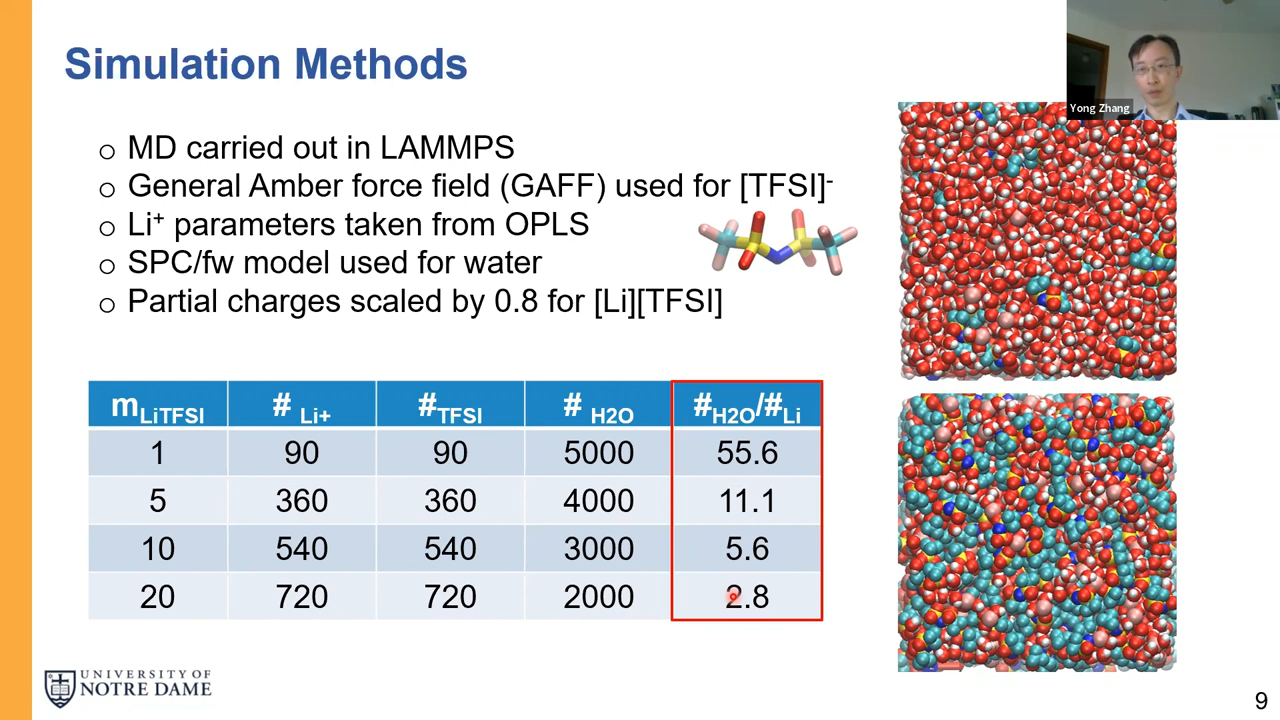 Simulation Methods
Yong Zhang
o MD carried out in LAMMPS
o General Amber force field (GAFF) used for [TFSI]-
o Li+ parameters taken from OPLS
o SPC/fw model used for water
o Partial charges scaled by 0.8 for [Li][TFSI]
mLiTFSI # Li+ #TFSI # H2O #H2O/#Li
1 90 90 5000 55.6
5 360 360 4000 11.1
10 540 540 3000 5.6
20 720 720 2000 2.8
UNIVERSITY OF
NOTRE DAME
9